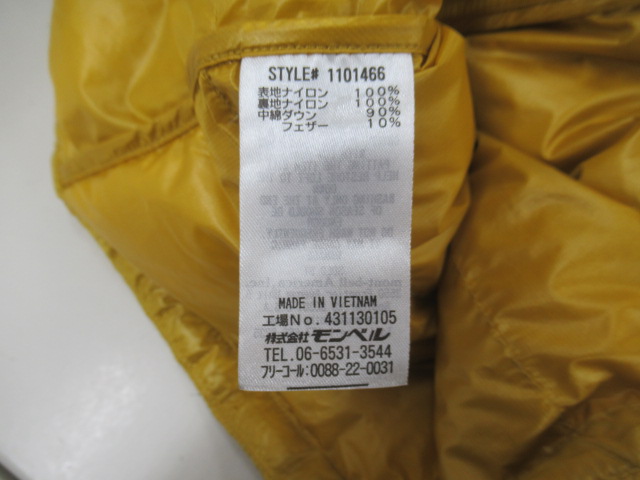 STYLE# 1101466
表地ナイロン 100%
裏地ナイロン 100%
中綿ダウン 90%
フェザー 10%
MADE IN VIETNAM
工場No. 431130105
株式会社モンベル
TEL.06-6531-3544
フリーコール:0088-22-0031